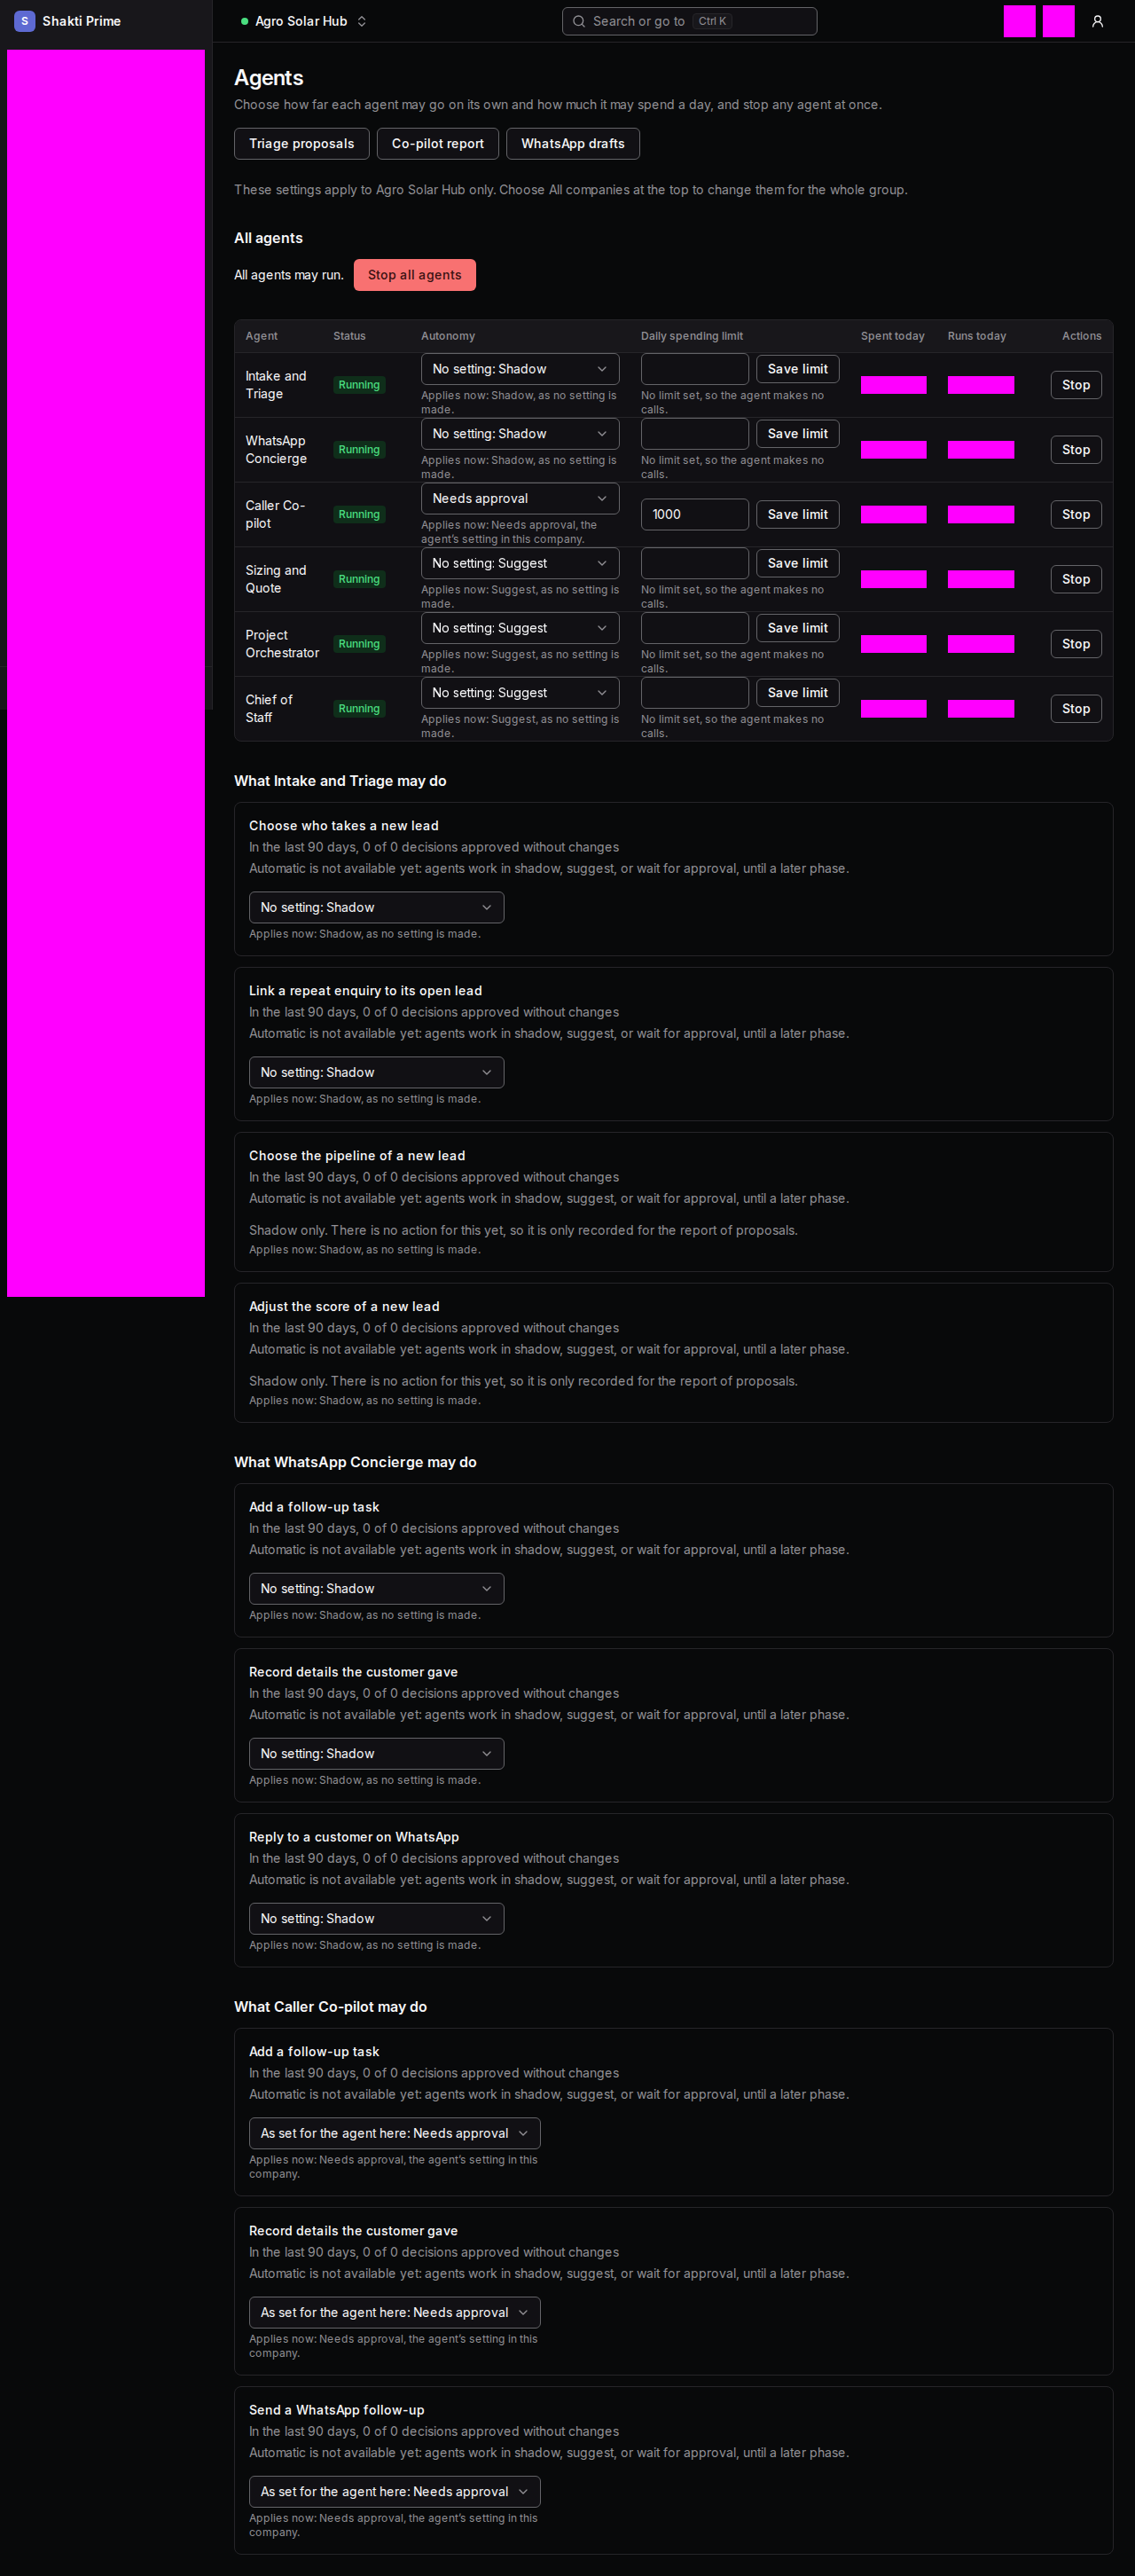 S Shakti Prime
Agro Solar Hub
Search or go to Ctrl K
Agents
Choose how far each agent may go on its own and how much it may spend a day, and stop any agent at once.
Triage proposals
Co-pilot report
WhatsApp drafts
These settings apply to Agro Solar Hub only. Choose All companies at the top to change them for the whole group.
All agents
All agents may run. Stop all agents
Agent Status Autonomy Daily spending limit Spent today Runs today Actions
Intake and
Triage
Running
No setting: Shadow
Applies now: Shadow, as no setting is
made.
Save limit
No limit set, so the agent makes no
calls.
Stop
WhatsApp
Concierge
Running
No setting: Shadow
Applies now: Shadow, as no setting is
made.
Save limit
No limit set, so the agent makes no
calls.
Stop
Caller Co-
pilot
Running
Needs approval
Applies now: Needs approval, the
agent’s setting in this company.
1000
Save limit
Stop
Sizing and
Quote
Running
No setting: Suggest
Applies now: Suggest, as no setting is
made.
Save limit
No limit set, so the agent makes no
calls.
Stop
Project
Orchestrator
Running
No setting: Suggest
Applies now: Suggest, as no setting is
made.
Save limit
No limit set, so the agent makes no
calls.
Stop
Chief of
Staff
Running
No setting: Suggest
Applies now: Suggest, as no setting is
made.
Save limit
No limit set, so the agent makes no
calls.
Stop
What Intake and Triage may do
Choose who takes a new lead
In the last 90 days, 0 of 0 decisions approved without changes
Automatic is not available yet: agents work in shadow, suggest, or wait for approval, until a later phase.
No setting: Shadow
Applies now: Shadow, as no setting is made.
Link a repeat enquiry to its open lead
In the last 90 days, 0 of 0 decisions approved without changes
Automatic is not available yet: agents work in shadow, suggest, or wait for approval, until a later phase.
No setting: Shadow
Applies now: Shadow, as no setting is made.
Choose the pipeline of a new lead
In the last 90 days, 0 of 0 decisions approved without changes
Automatic is not available yet: agents work in shadow, suggest, or wait for approval, until a later phase.
Shadow only. There is no action for this yet, so it is only recorded for the report of proposals.
Applies now: Shadow, as no setting is made.
Adjust the score of a new lead
In the last 90 days, 0 of 0 decisions approved without changes
Automatic is not available yet: agents work in shadow, suggest, or wait for approval, until a later phase.
Shadow only. There is no action for this yet, so it is only recorded for the report of proposals.
Applies now: Shadow, as no setting is made.
What WhatsApp Concierge may do
Add a follow-up task
In the last 90 days, 0 of 0 decisions approved without changes
Automatic is not available yet: agents work in shadow, suggest, or wait for approval, until a later phase.
No setting: Shadow
Applies now: Shadow, as no setting is made.
Record details the customer gave
In the last 90 days, 0 of 0 decisions approved without changes
Automatic is not available yet: agents work in shadow, suggest, or wait for approval, until a later phase.
No setting: Shadow
Applies now: Shadow, as no setting is made.
Reply to a customer on WhatsApp
In the last 90 days, 0 of 0 decisions approved without changes
Automatic is not available yet: agents work in shadow, suggest, or wait for approval, until a later phase.
No setting: Shadow
Applies now: Shadow, as no setting is made.
What Caller Co-pilot may do
Add a follow-up task
In the last 90 days, 0 of 0 decisions approved without changes
Automatic is not available yet: agents work in shadow, suggest, or wait for approval, until a later phase.
As set for the agent here: Needs approval
Applies now: Needs approval, the agent’s setting in this
company.
Record details the customer gave
In the last 90 days, 0 of 0 decisions approved without changes
Automatic is not available yet: agents work in shadow, suggest, or wait for approval, until a later phase.
As set for the agent here: Needs approval
Applies now: Needs approval, the agent’s setting in this
company.
Send a WhatsApp follow-up
In the last 90 days, 0 of 0 decisions approved without changes
Automatic is not available yet: agents work in shadow, suggest, or wait for approval, until a later phase.
As set for the agent here: Needs approval
Applies now: Needs approval, the agent’s setting in this
company.